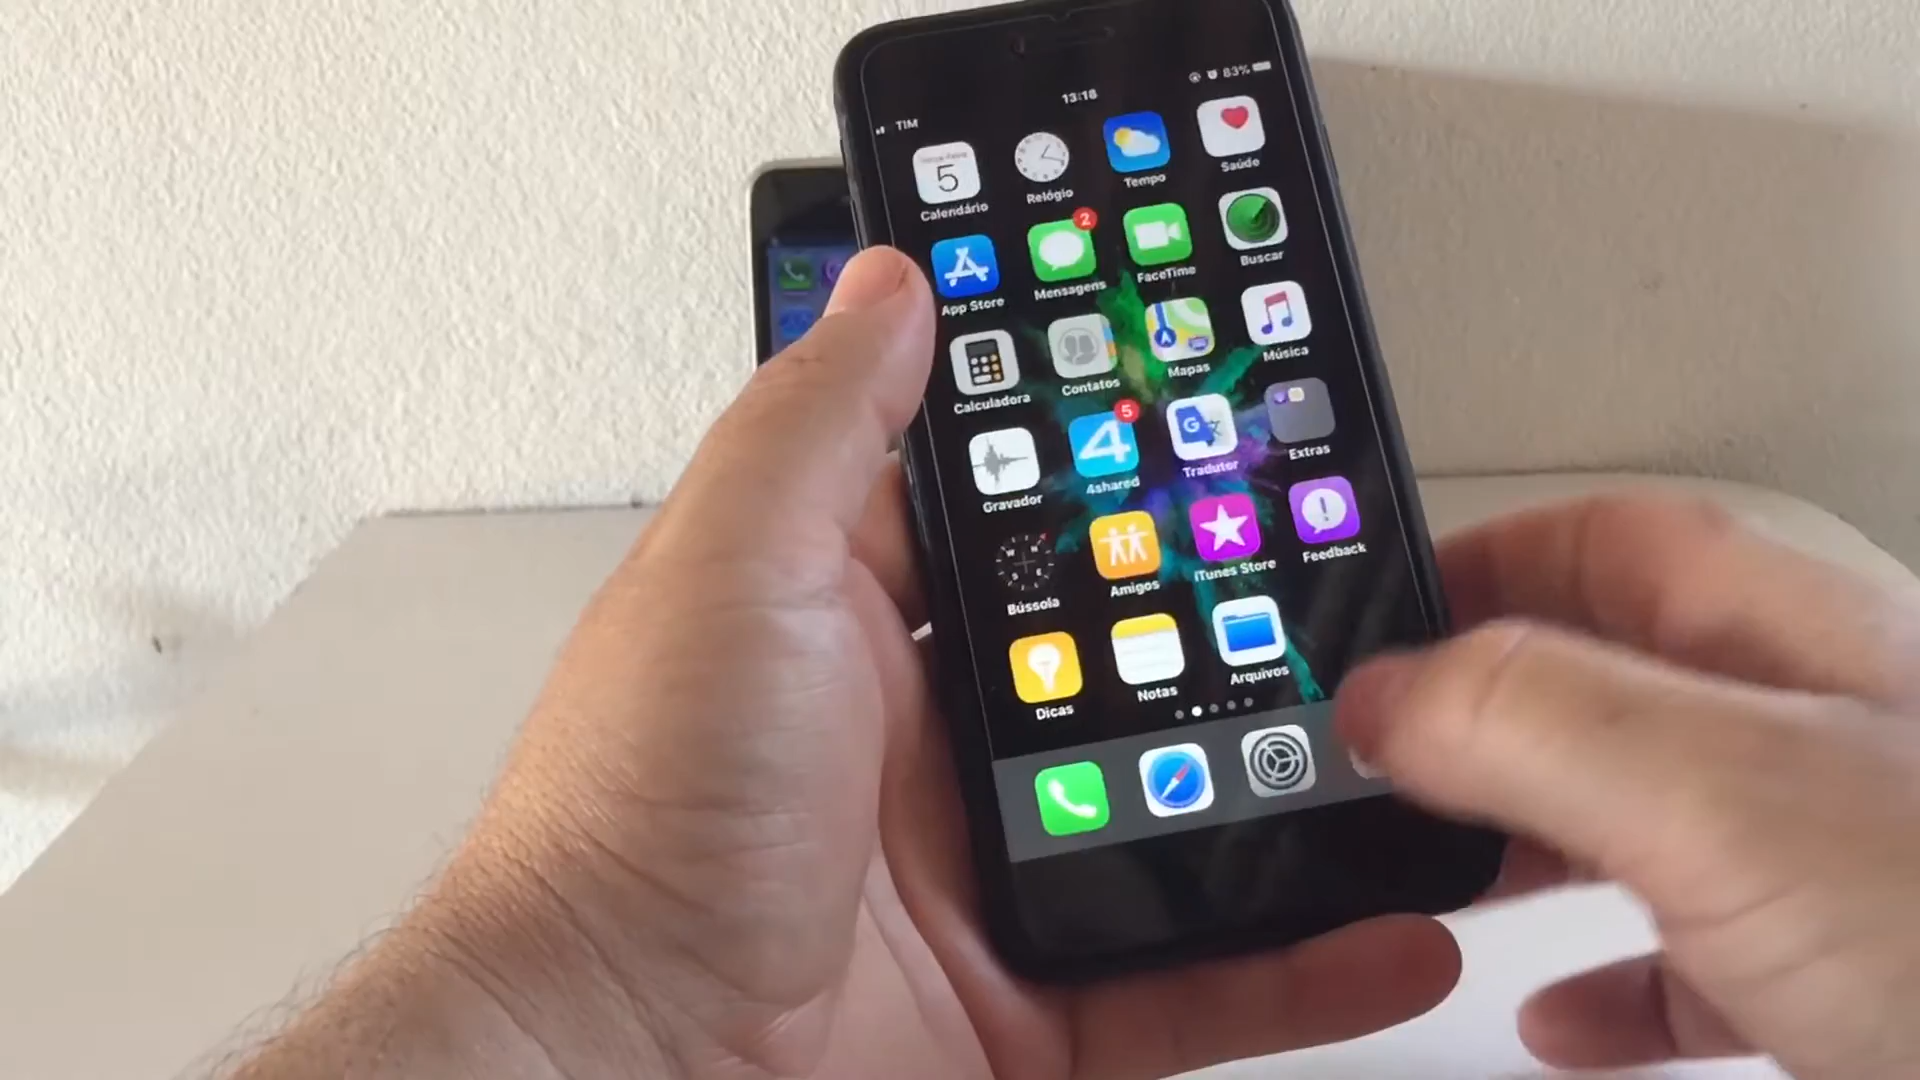 TIM
13:18
83%
5
Calendário
Relógio
Tempo
Saúde
App Store
2
Mensagens
FaceTime
Buscar
Calculadora
Contatos
Mapas
Música
Gravador
5
4
4shared
G
Tradutor
Extras
W N
S E
Bússola
Amigos
iTunes Store
!
Feedback
Dicas
Notas
Arquivos